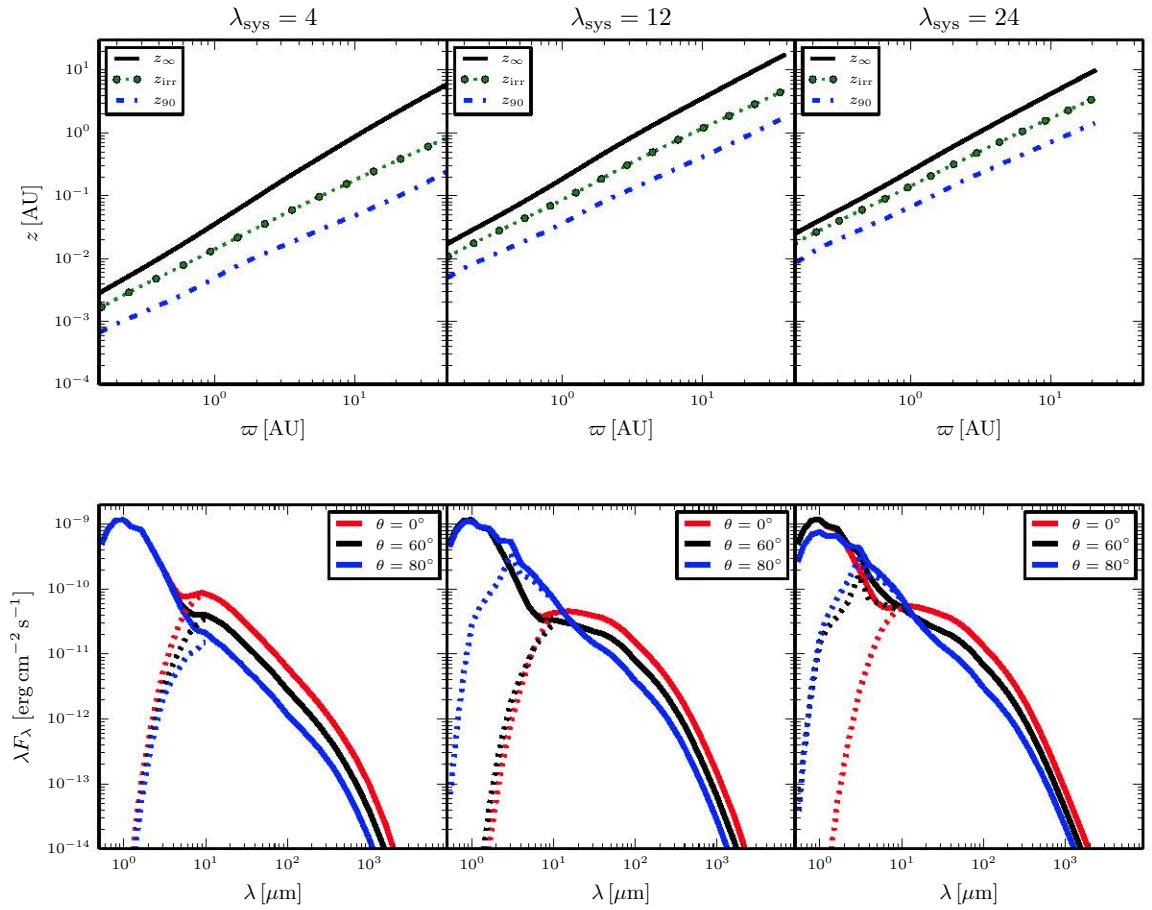 λsys = 4 λsys = 12 λsys = 24
z∞ z∞ z∞
zirr zirr zirr
z90 z90 z90
10¹
10⁰
10⁻¹
10⁻²
10⁻³
10⁻⁴
z [AU]
10⁰ 10¹ 10⁰ 10¹ 10⁰ 10¹
ϖ [AU] ϖ [AU] ϖ [AU]
θ = 0° θ = 0° θ = 0°
θ = 60° θ = 60° θ = 60°
θ = 80° θ = 80° θ = 80°
10⁻⁹
10⁻¹⁰
10⁻¹¹
10⁻¹²
10⁻¹³
10⁻¹⁴
λFλ [erg cm⁻² s⁻¹]
10⁰ 10¹ 10² 10³ 10⁰ 10¹ 10² 10³ 10⁰ 10¹ 10² 10³
λ [μm] λ [μm] λ [μm]